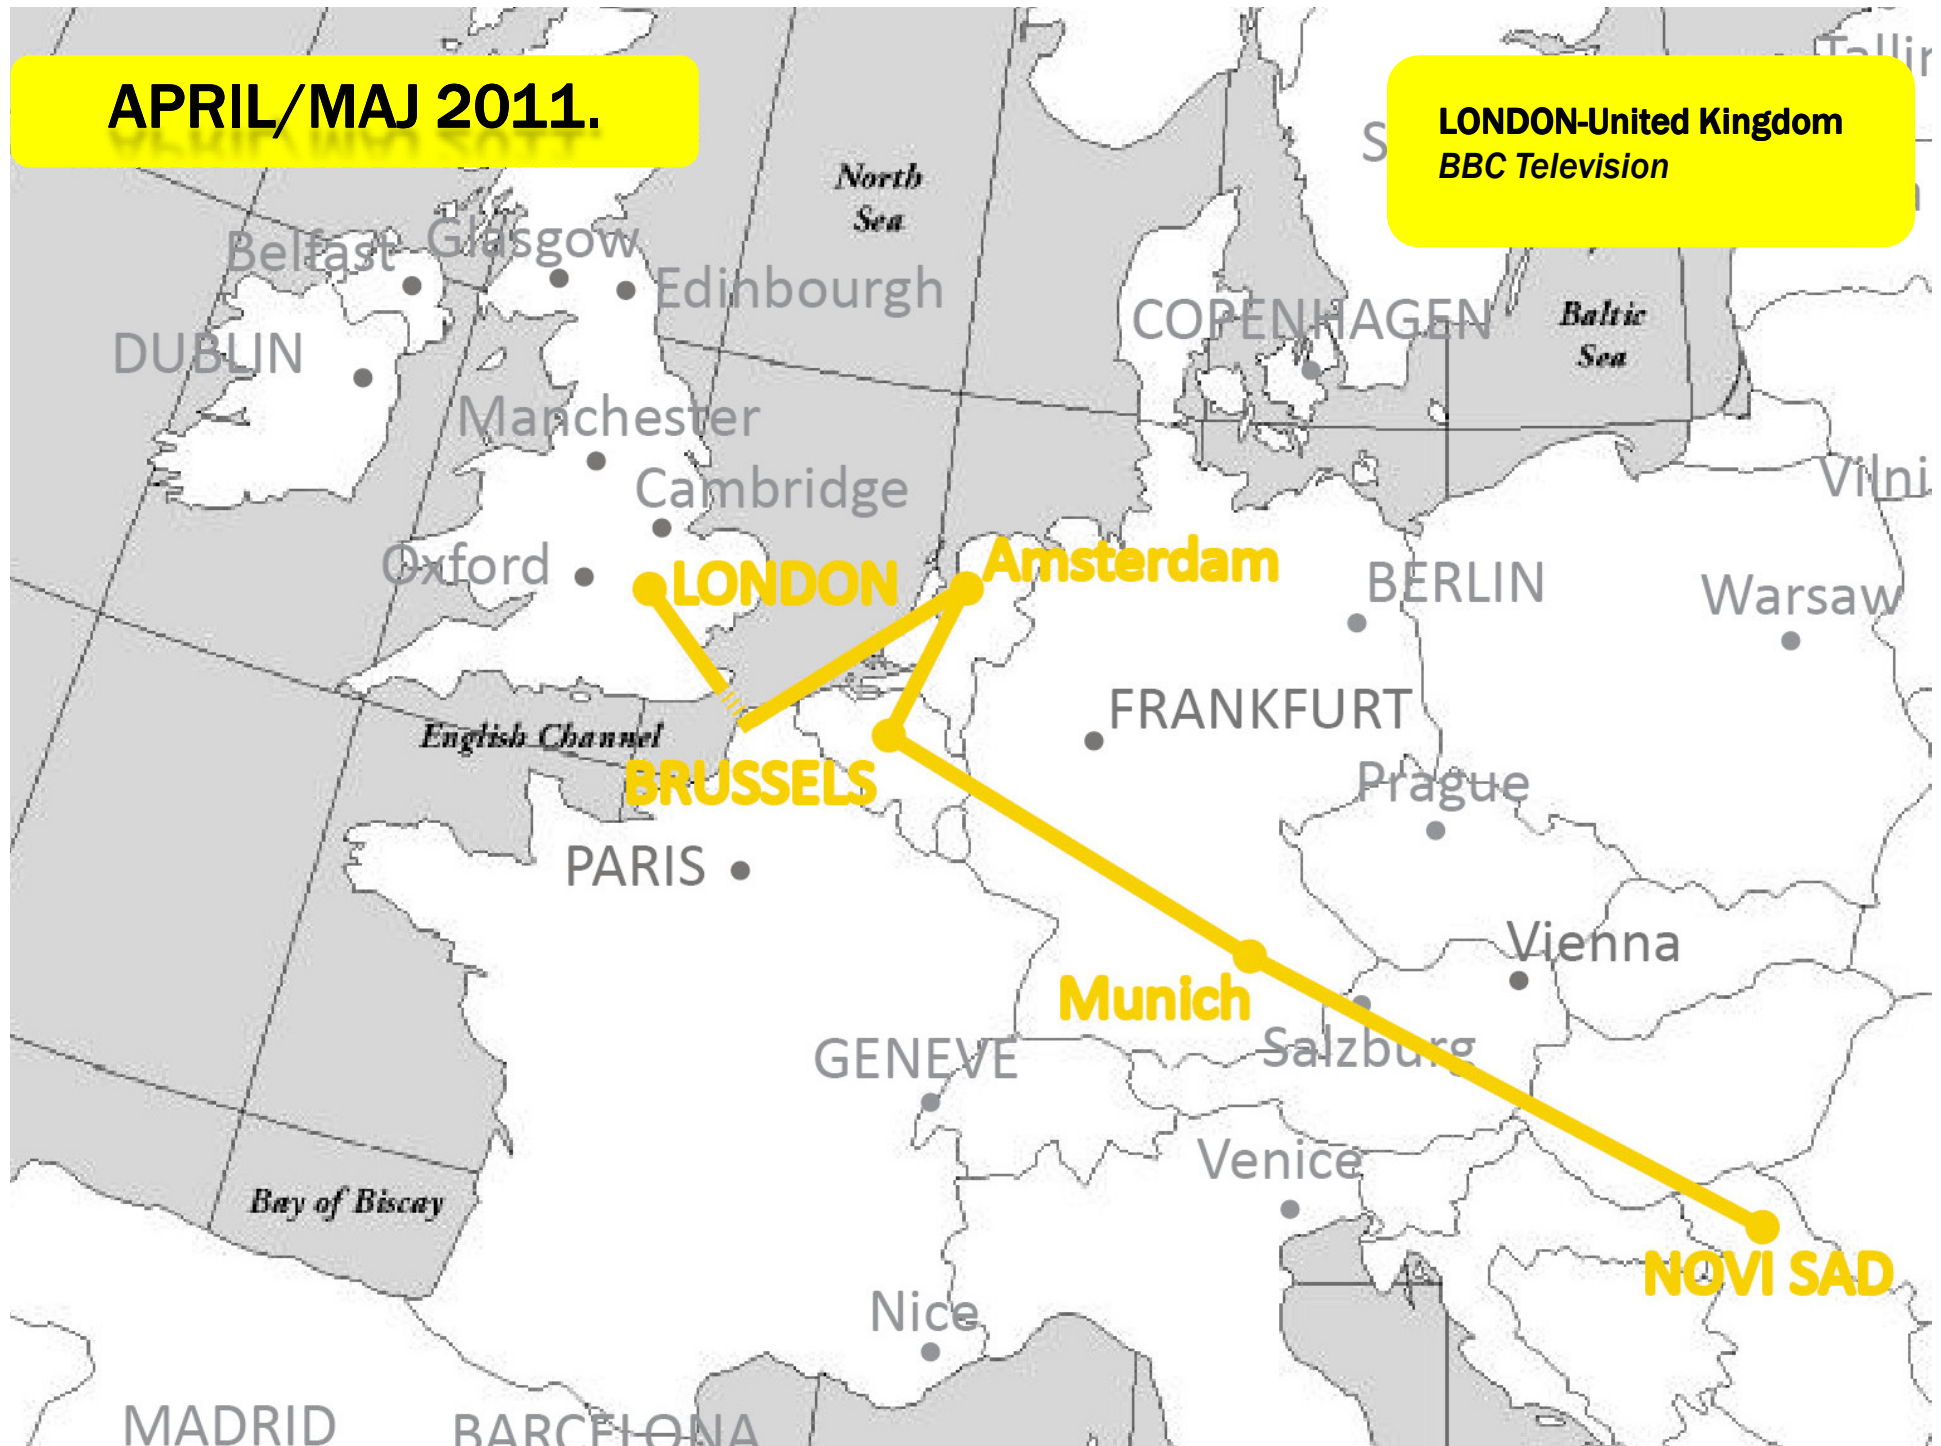 APRIL/MAJ 2011.
LONDON-United Kingdom
BBC Television
North
Sea
Belfast
Glasgow
Edinbourgh
DUBLIN
COPENHAGEN
Baltic
Sea
Manchester
Cambridge
Oxford
LONDON
Amsterdam
BERLIN
Warsaw
English Channel
FRANKFURT
BRUSSELS
Prague
PARIS
Vienna
Munich
Salzburg
GENEVE
Venice
Bay of Biscay
NOVI SAD
Nice
MADRID
BARCELONA